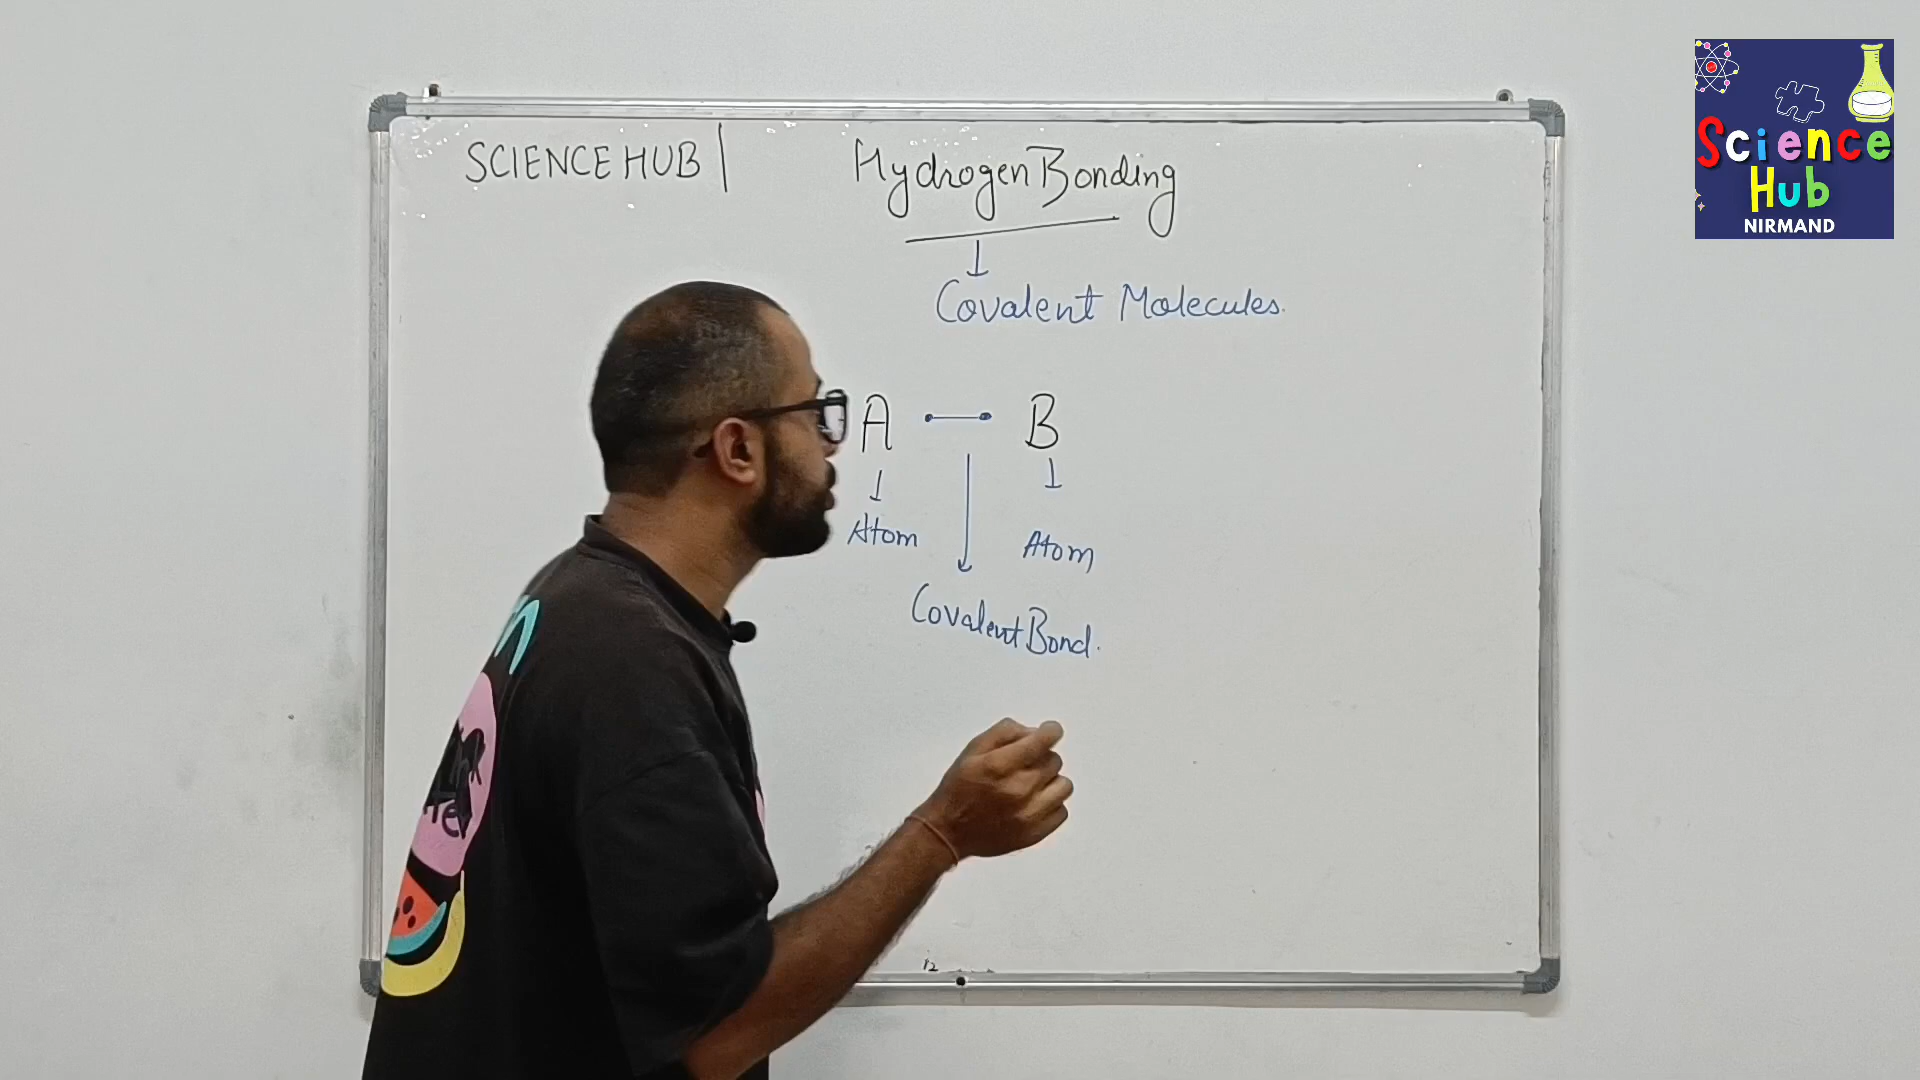 SCIENCE HUB
Hydrogen Bonding
Covalent Molecules.
A B
Atom
Atom
Covalent Bond.
Science
Hub
NIRMAND